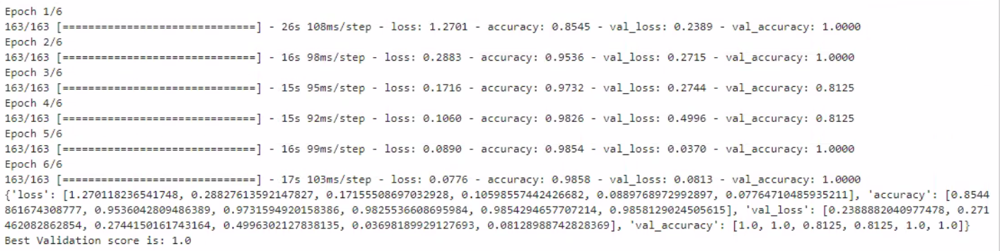 Epoch 1/6
163/163 [==============================] - 26s 108ms/step - loss: 1.2701 - accuracy: 0.8545 - val_loss: 0.2389 - val_accuracy: 1.0000
Epoch 2/6
163/163 [==============================] - 16s 98ms/step - loss: 0.2883 - accuracy: 0.9536 - val_loss: 0.2715 - val_accuracy: 1.0000
Epoch 3/6
163/163 [==============================] - 15s 95ms/step - loss: 0.1716 - accuracy: 0.9732 - val_loss: 0.2744 - val_accuracy: 0.8125
Epoch 4/6
163/163 [==============================] - 15s 92ms/step - loss: 0.1060 - accuracy: 0.9826 - val_loss: 0.4996 - val_accuracy: 0.8125
Epoch 5/6
163/163 [==============================] - 16s 99ms/step - loss: 0.0890 - accuracy: 0.9854 - val_loss: 0.0370 - val_accuracy: 1.0000
Epoch 6/6
163/163 [==============================] - 17s 103ms/step - loss: 0.0776 - accuracy: 0.9858 - val_loss: 0.0813 - val_accuracy: 1.0000
{'loss': [1.270118236541748, 0.28827613592147827, 0.17155508697032928, 0.10598557442426682, 0.0889768972992897, 0.07764710485935211], 'accuracy': [0.8544
861674308777, 0.9536042809486389, 0.9731594920158386, 0.9825536608695984, 0.9854294657707214, 0.9858129024505615], 'val_loss': [0.2388882040977478, 0.271
462082862854, 0.2744150161743164, 0.4996302127838135, 0.03698189929127693, 0.08128988742828369], 'val_accuracy': [1.0, 1.0, 0.8125, 0.8125, 1.0, 1.0]}
Best Validation score is: 1.0